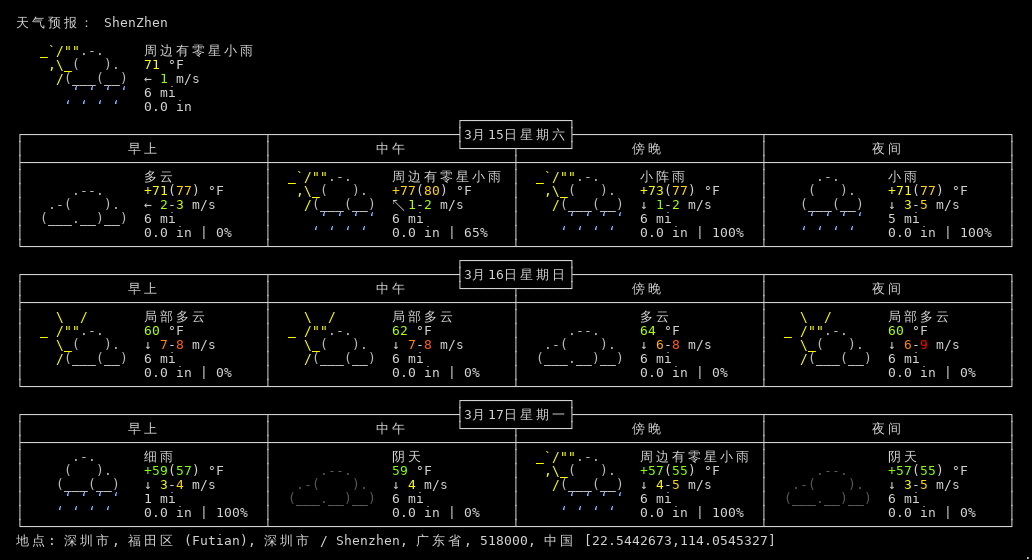 天气预报： ShenZhen
周边有零星小雨
71 °F
← 1 m/s
6 mi
0.0 in
3月15日星期六
早上 中午 傍晚 夜间
多云 周边有零星小雨 小阵雨 小雨
+71(77) °F +77(80) °F +73(77) °F +71(77) °F
← 2-3 m/s ↖ 1-2 m/s ↓ 1-2 m/s ↓ 3-5 m/s
6 mi 6 mi 6 mi 5 mi
0.0 in | 0% 0.0 in | 65% 0.0 in | 100% 0.0 in | 100%
3月16日星期日
早上 中午 傍晚 夜间
局部多云 局部多云 多云 局部多云
60 °F 62 °F 64 °F 60 °F
↓ 7-8 m/s ↓ 7-8 m/s ↓ 6-8 m/s ↓ 6-9 m/s
6 mi 6 mi 6 mi 6 mi
0.0 in | 0% 0.0 in | 0% 0.0 in | 0% 0.0 in | 0%
3月17日星期一
早上 中午 傍晚 夜间
细雨 阴天 周边有零星小雨 阴天
+59(57) °F 59 °F +57(55) °F +57(55) °F
↓ 3-4 m/s ↓ 4 m/s ↓ 4-5 m/s ↓ 3-5 m/s
1 mi 6 mi 6 mi 6 mi
0.0 in | 100% 0.0 in | 0% 0.0 in | 100% 0.0 in | 0%
地点: 深圳市, 福田区 (Futian), 深圳市 / Shenzhen, 广东省, 518000, 中国 [22.5442673,114.0545327]